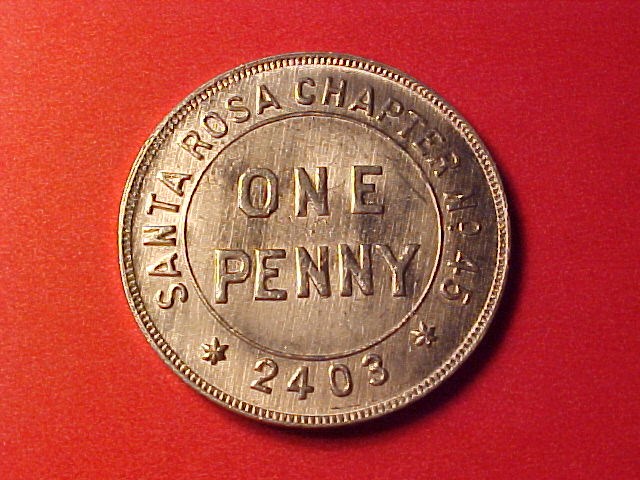 SANTA ROSA CHAPTER No. 45
ONE
PENNY
* 2403 *